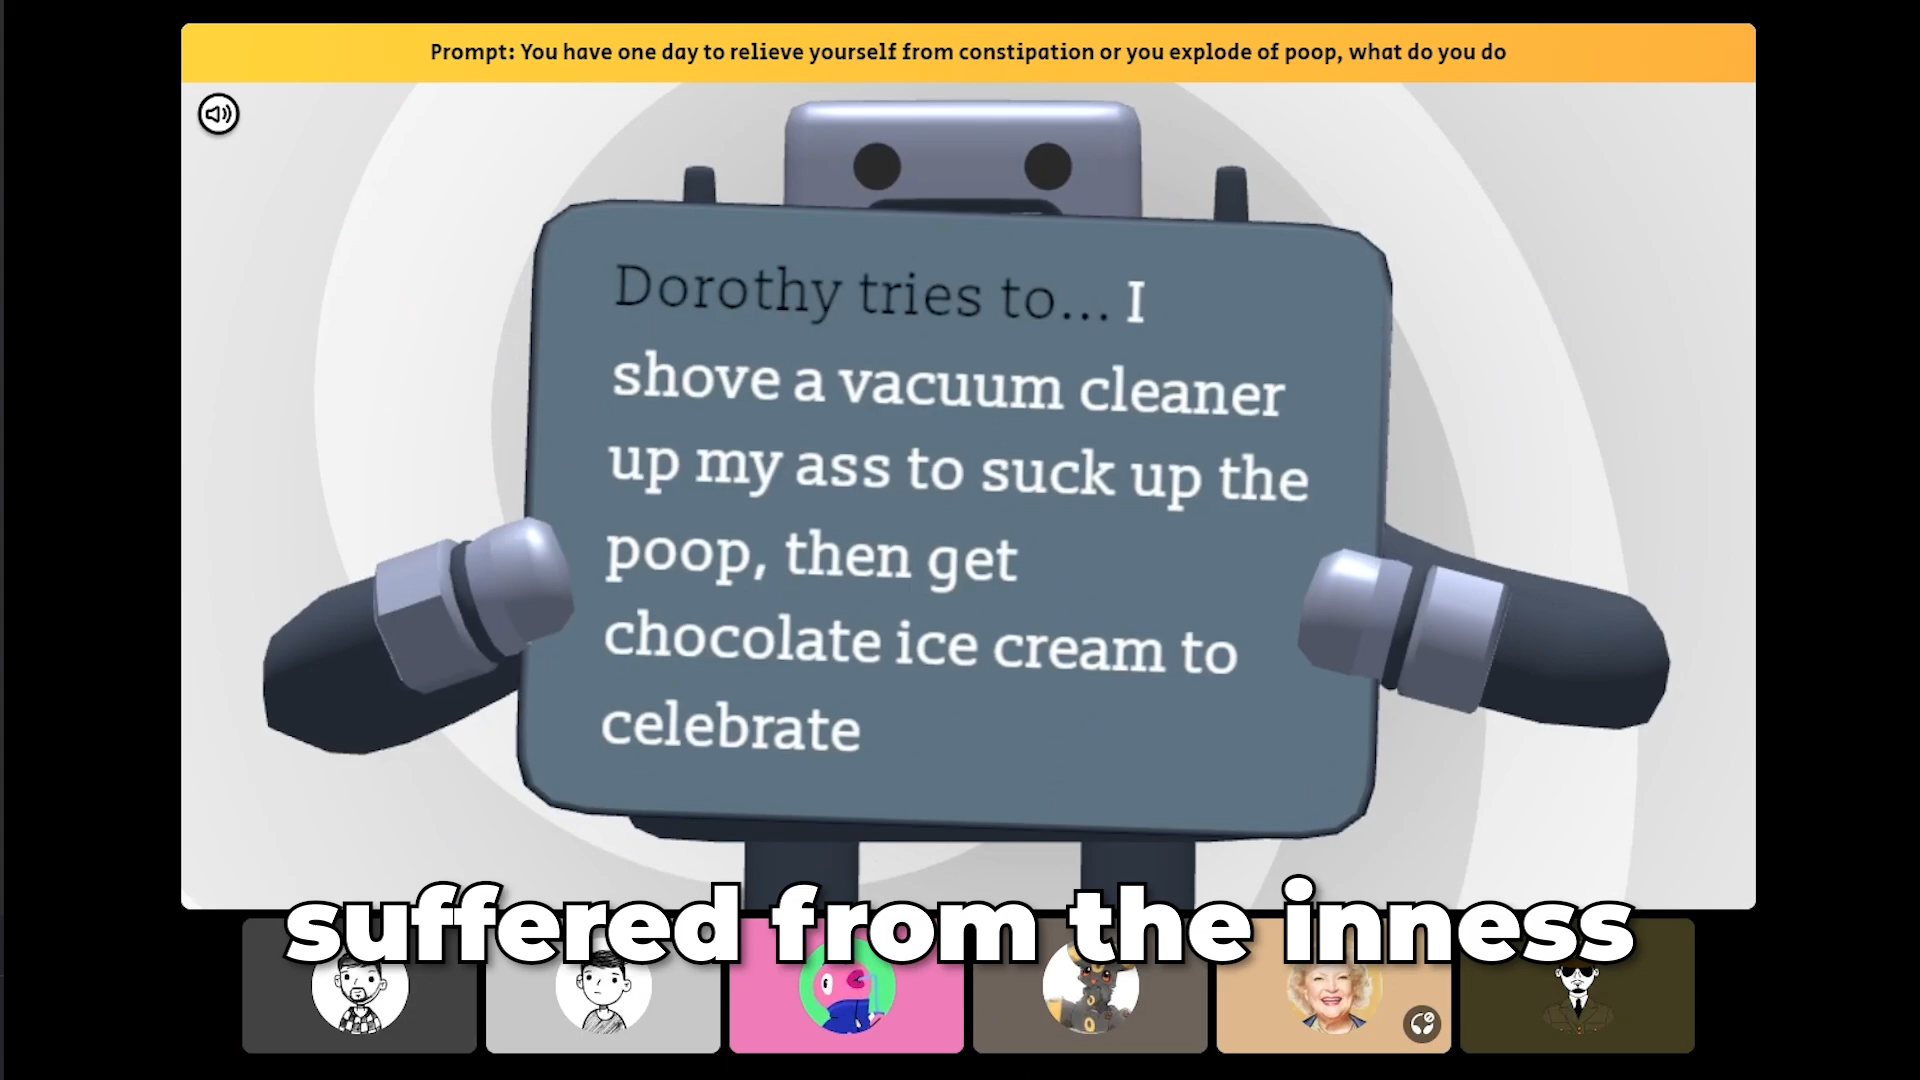 Prompt: You have one day to relieve yourself from constipation or you explode of poop, what do you do
Dorothy tries to... I
shove a vacuum cleaner
up my ass to suck up the
poop, then get
chocolate ice cream to
celebrate
suffered from the inness